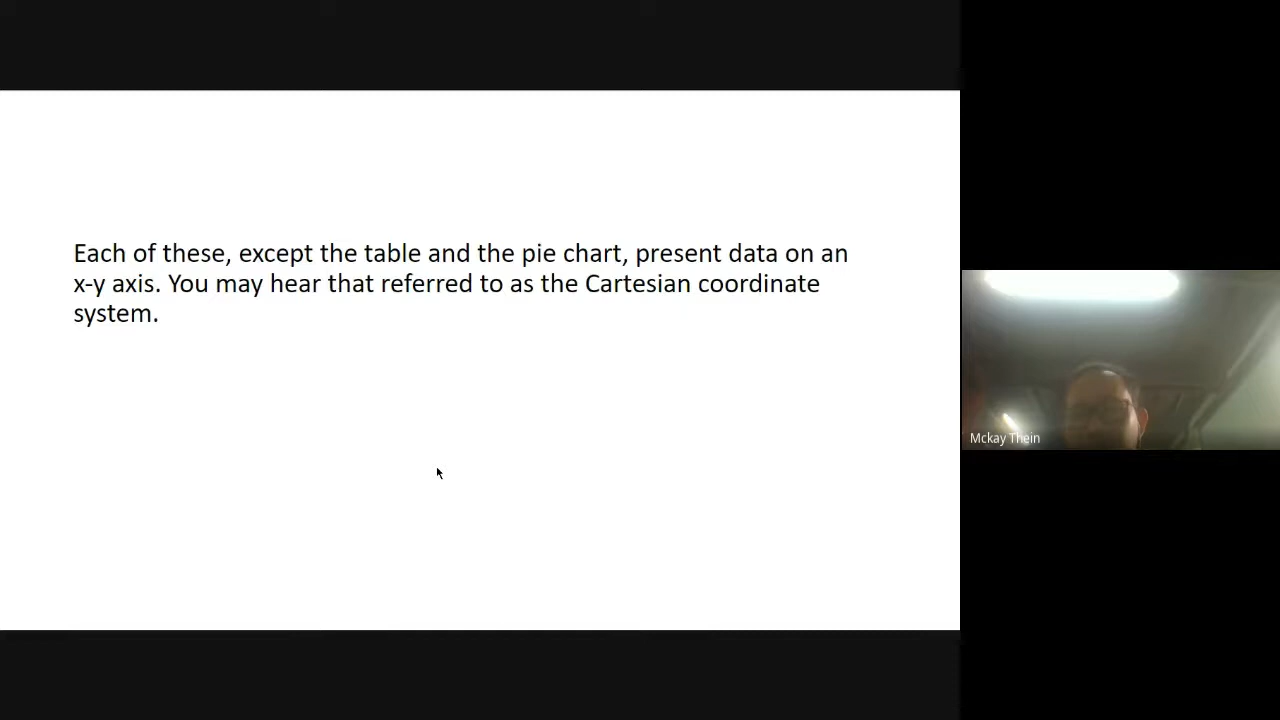 Each of these, except the table and the pie chart, present data on an
x-y axis. You may hear that referred to as the Cartesian coordinate
system.
Mckay Thein